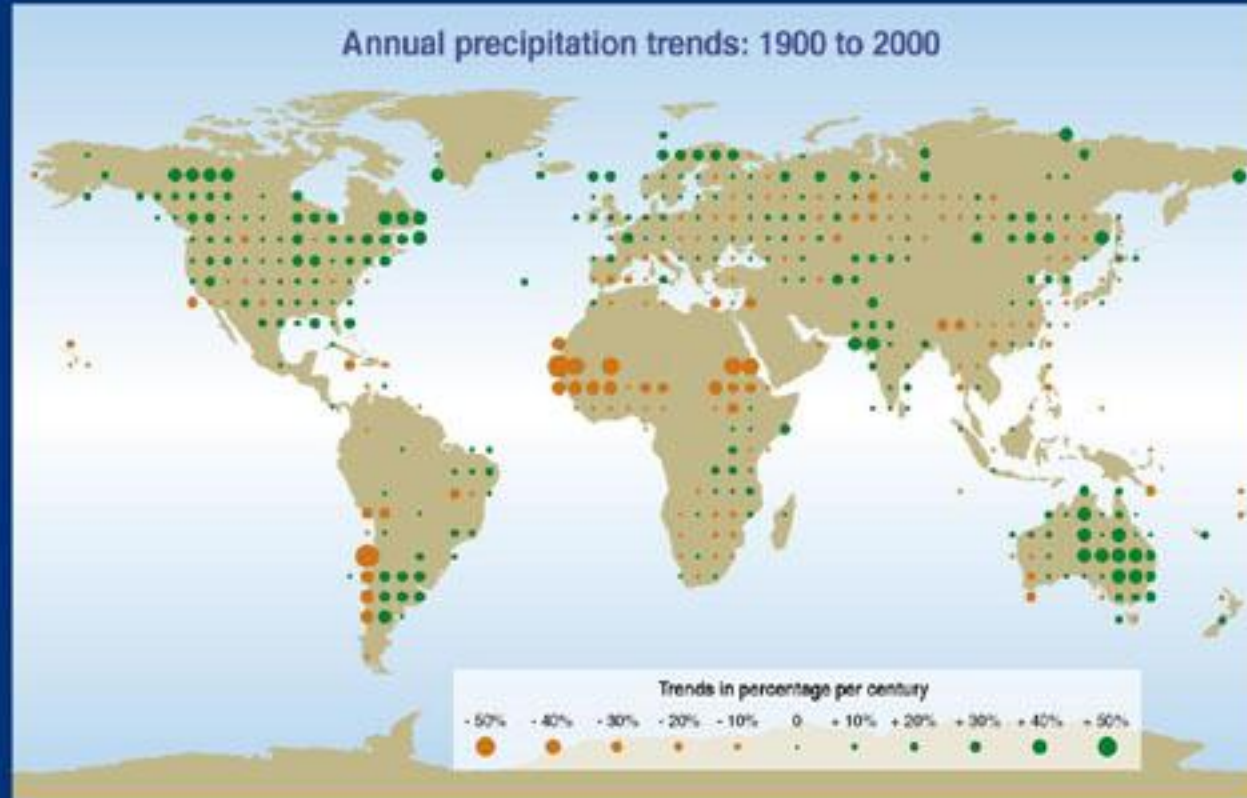 Annual precipitation trends: 1900 to 2000
Trends in percentage per century
- 50% - 40% - 30% - 20% - 10% 0 + 10% + 20% + 30% + 40% + 50%